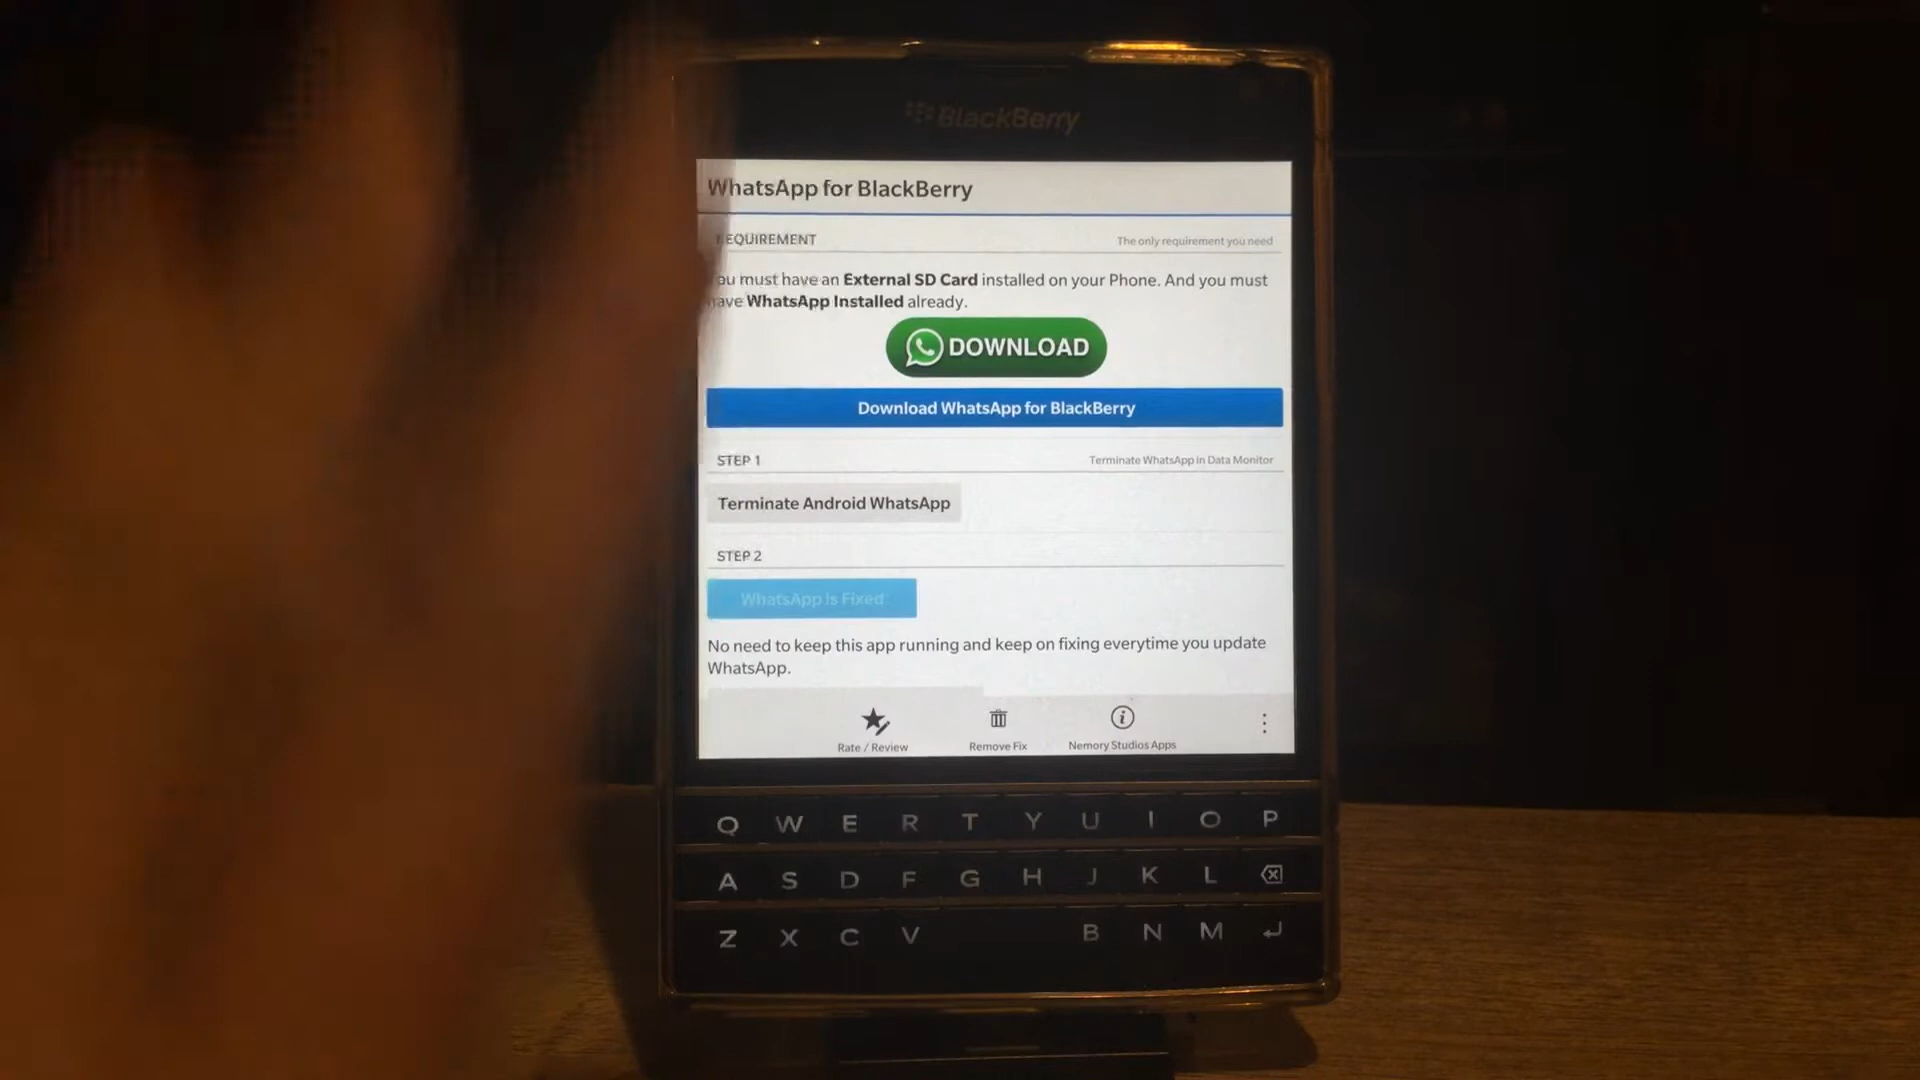 BlackBerry
WhatsApp for BlackBerry
REQUIREMENT The only requirement you need
You must have an External SD Card installed on your Phone. And you must
have WhatsApp Installed already.
DOWNLOAD
Download WhatsApp for BlackBerry
STEP 1 Terminate WhatsApp in Data Monitor
Terminate Android WhatsApp
STEP 2
WhatsApp is Fixed
No need to keep this app running and keep on fixing everytime you update
WhatsApp.
Rate / Review Remove Fix Nemory Studios Apps
Q W E R T Y U I O P
A S D F G H J K L
Z X C V B N M